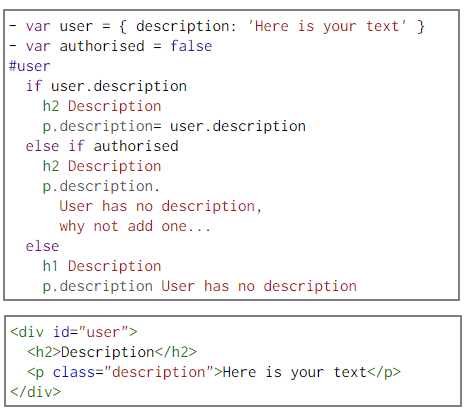 - var user = { description: 'Here is your text' }
- var authorised = false
#user
  if user.description
    h2 Description
    p.description= user.description
  else if authorised
    h2 Description
    p.description.
      User has no description,
      why not add one...
  else
    h1 Description
    p.description User has no description
<div id="user">
  <h2>Description</h2>
  <p class="description">Here is your text</p>
</div>